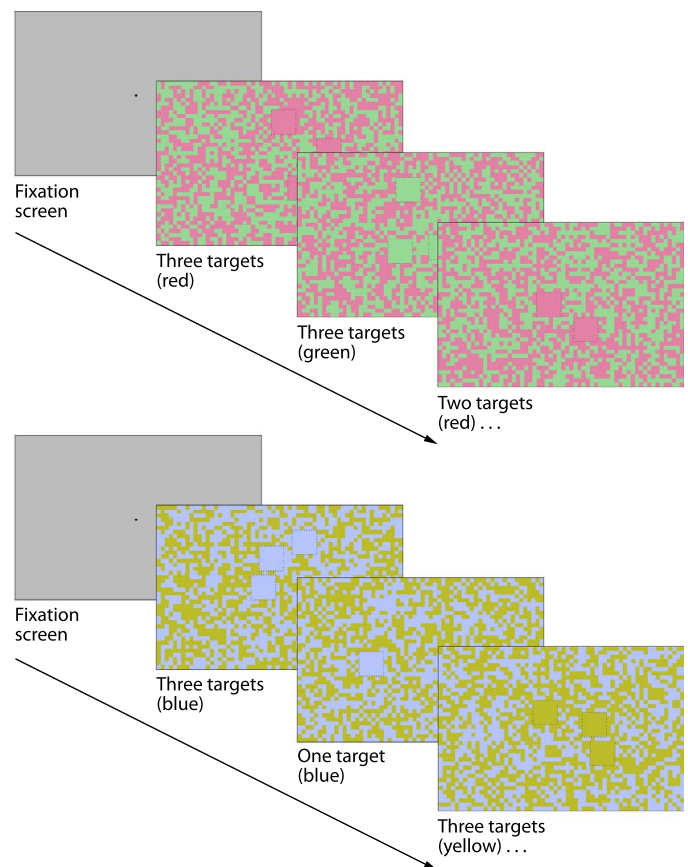 Fixation
screen
Three targets
(red)
Three targets
(green)
Two targets
(red) . . .
Fixation
screen
Three targets
(blue)
One target
(blue)
Three targets
(yellow) . . .